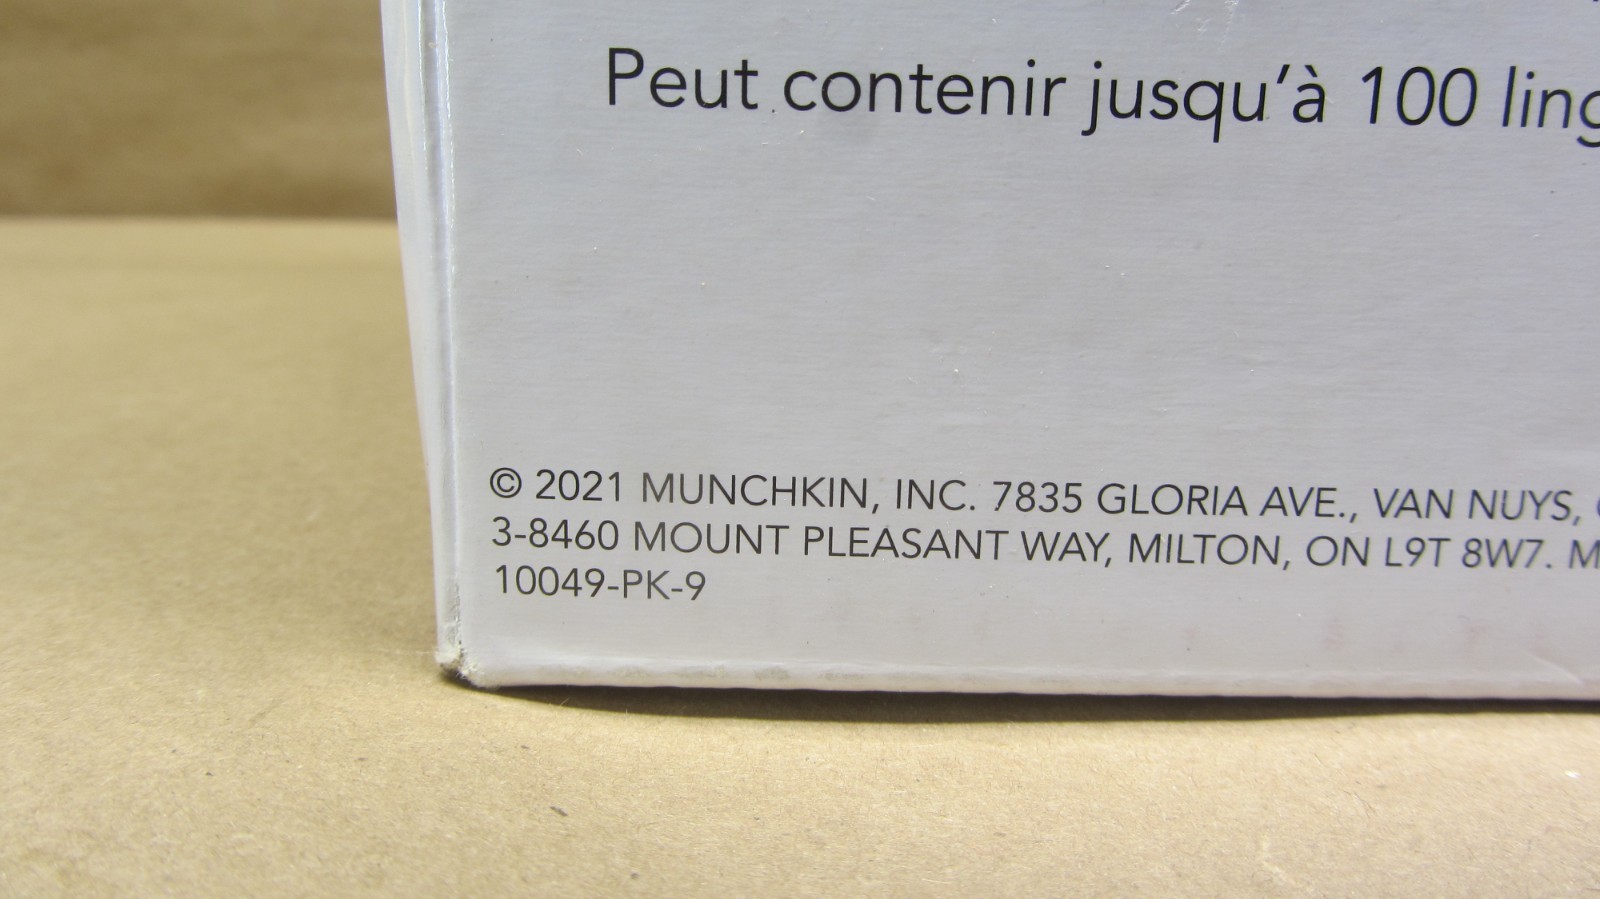 Peut contenir jusqu'à 100 ling
© 2021 MUNCHKIN, INC. 7835 GLORIA AVE., VAN NUYS,
3-8460 MOUNT PLEASANT WAY, MILTON, ON L9T 8W7. M
10049-PK-9